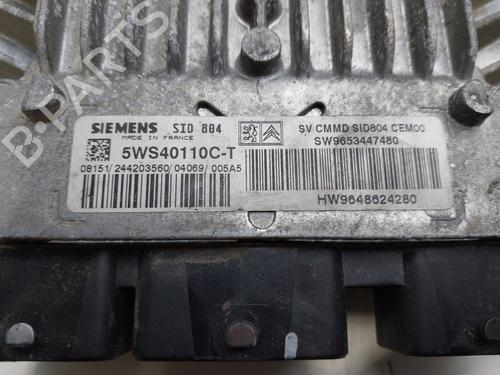 SIEMENS SID 804
MADE IN FRANCE
5WS40110C-T
08151/244203560/04069/005A5
SV CMMD SID804 CEM00
SW9653447480
HW9648624280
B-Parts